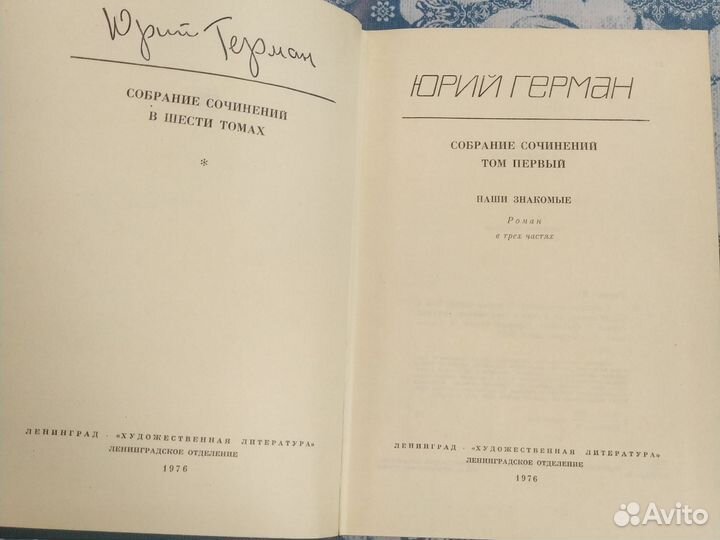 Юрий Герман
СОБРАНИЕ СОЧИНЕНИЙ
В ШЕСТИ ТОМАХ
*
ЛЕНИНГРАД · «ХУДОЖЕСТВЕННАЯ ЛИТЕРАТУРА»
ЛЕНИНГРАДСКОЕ ОТДЕЛЕНИЕ
1976
ЮРИЙ ГЕРМАН
СОБРАНИЕ СОЧИНЕНИЙ
ТОМ ПЕРВЫЙ
НАШИ ЗНАКОМЫЕ
Роман
в трех частях
ЛЕНИНГРАД · «ХУДОЖЕСТВЕННАЯ ЛИТЕРАТУРА»
ЛЕНИНГРАДСКОЕ ОТДЕЛЕНИЕ
1976
Avito